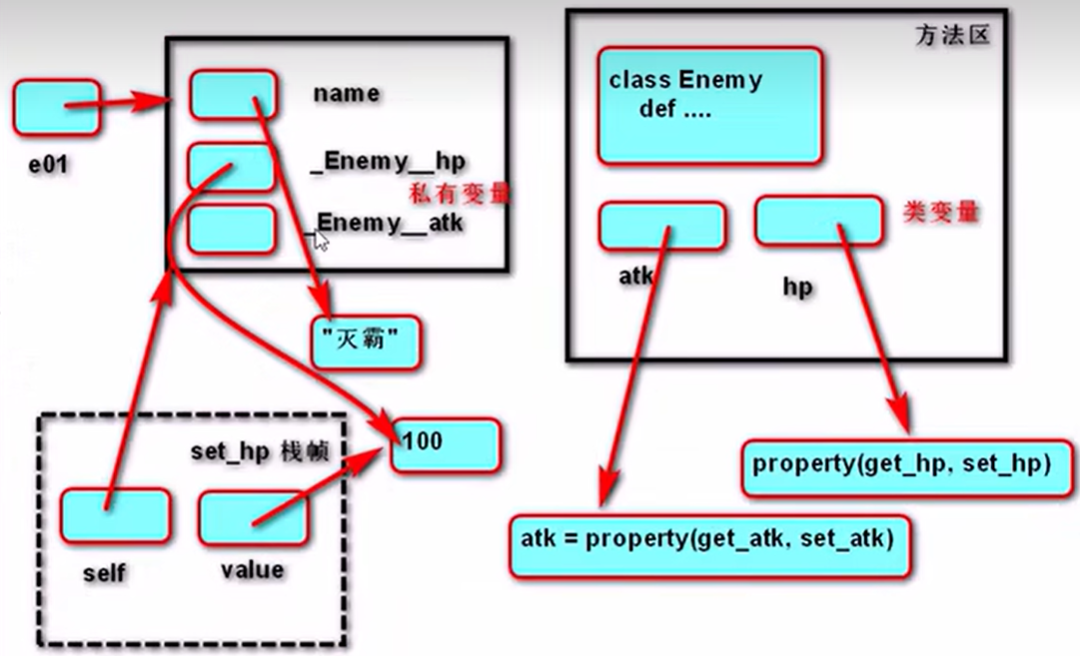 方法区
class Enemy
def ....
name
e01
_Enemy__hp
私有变量
_Enemy__atk
类变量
atk
hp
"灭霸"
set_hp 栈帧
100
property(get_hp, set_hp)
atk = property(get_atk, set_atk)
self
value